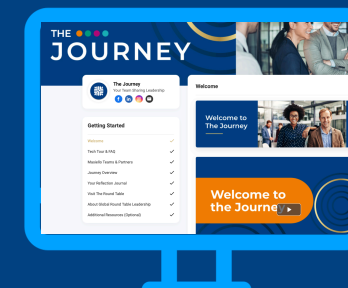 THE
JOURNEY
The Journey
Your Team Sharing Leadership
Getting Started
Welcome
Tech Tour & FAQ
Maxiello Teams & Partners
Journey Overview
Your Reflection Journal
Visit The Round Table
About Global Round Table Leadership
Additional Resources (Optional)
Welcome
Welcome to
The Journey
Welcome to
the Journey